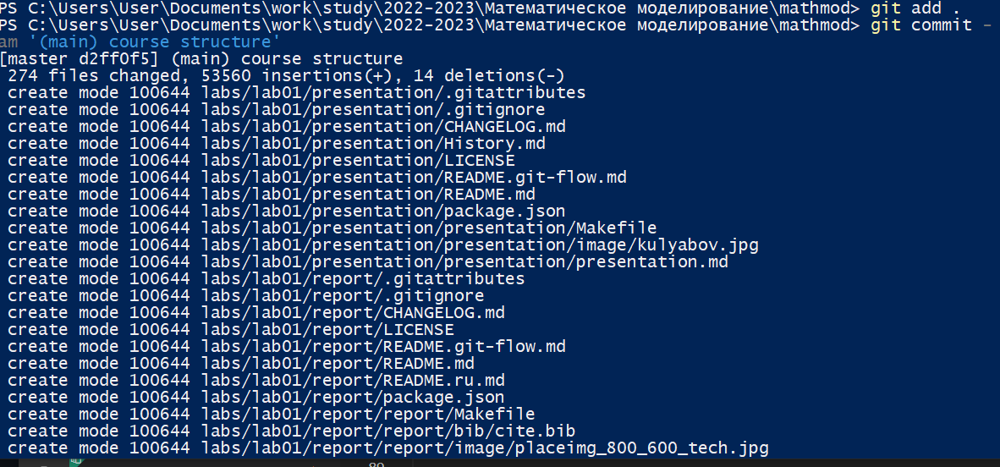 PS C:\Users\User\Documents\work\study\2022-2023\Математическое моделирование\mathmod> git add .
PS C:\Users\User\Documents\work\study\2022-2023\Математическое моделирование\mathmod> git commit -
am '(main) course structure'
[master d2ff0f5] (main) course structure
 274 files changed, 53560 insertions(+), 14 deletions(-)
 create mode 100644 labs/lab01/presentation/.gitattributes
 create mode 100644 labs/lab01/presentation/.gitignore
 create mode 100644 labs/lab01/presentation/CHANGELOG.md
 create mode 100644 labs/lab01/presentation/History.md
 create mode 100644 labs/lab01/presentation/LICENSE
 create mode 100644 labs/lab01/presentation/README.git-flow.md
 create mode 100644 labs/lab01/presentation/README.md
 create mode 100644 labs/lab01/presentation/package.json
 create mode 100644 labs/lab01/presentation/presentation/Makefile
 create mode 100644 labs/lab01/presentation/presentation/image/kulyabov.jpg
 create mode 100644 labs/lab01/presentation/presentation/presentation.md
 create mode 100644 labs/lab01/report/.gitattributes
 create mode 100644 labs/lab01/report/.gitignore
 create mode 100644 labs/lab01/report/CHANGELOG.md
 create mode 100644 labs/lab01/report/LICENSE
 create mode 100644 labs/lab01/report/README.git-flow.md
 create mode 100644 labs/lab01/report/README.md
 create mode 100644 labs/lab01/report/README.ru.md
 create mode 100644 labs/lab01/report/package.json
 create mode 100644 labs/lab01/report/report/Makefile
 create mode 100644 labs/lab01/report/report/bib/cite.bib
 create mode 100644 labs/lab01/report/report/image/placeimg_800_600_tech.jpg